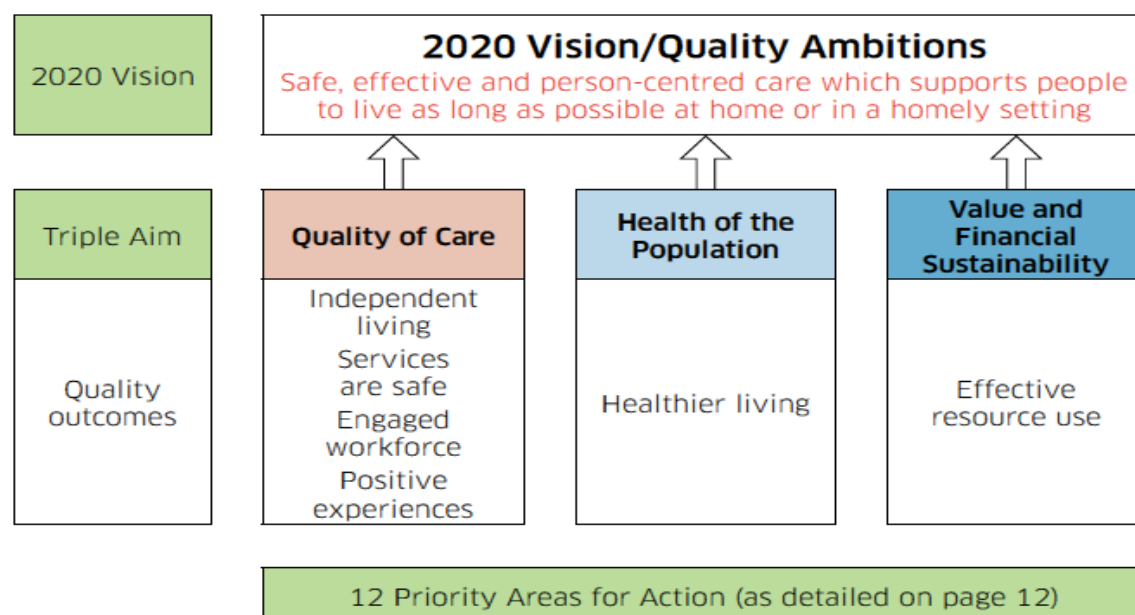 2020 Vision
2020 Vision/Quality Ambitions
Safe, effective and person-centred care which supports people
to live as long as possible at home or in a homely setting
Triple Aim
Quality of Care
Health of the
Population
Value and
Financial
Sustainability
Quality
outcomes
Independent
living
Services
are safe
Engaged
workforce
Positive
experiences
Healthier living
Effective
resource use
12 Priority Areas for Action (as detailed on page 12)